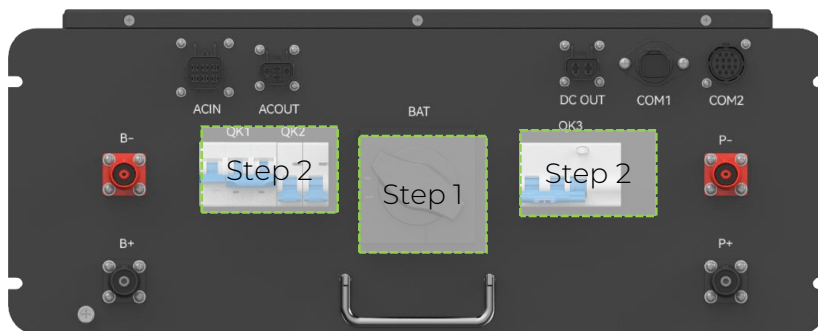 ACIN
ACOUT
BAT
DC OUT
COM1
COM2
B-
QK1
QK2
QK3
P-
Step 2
Step 1
Step 2
B+
P+